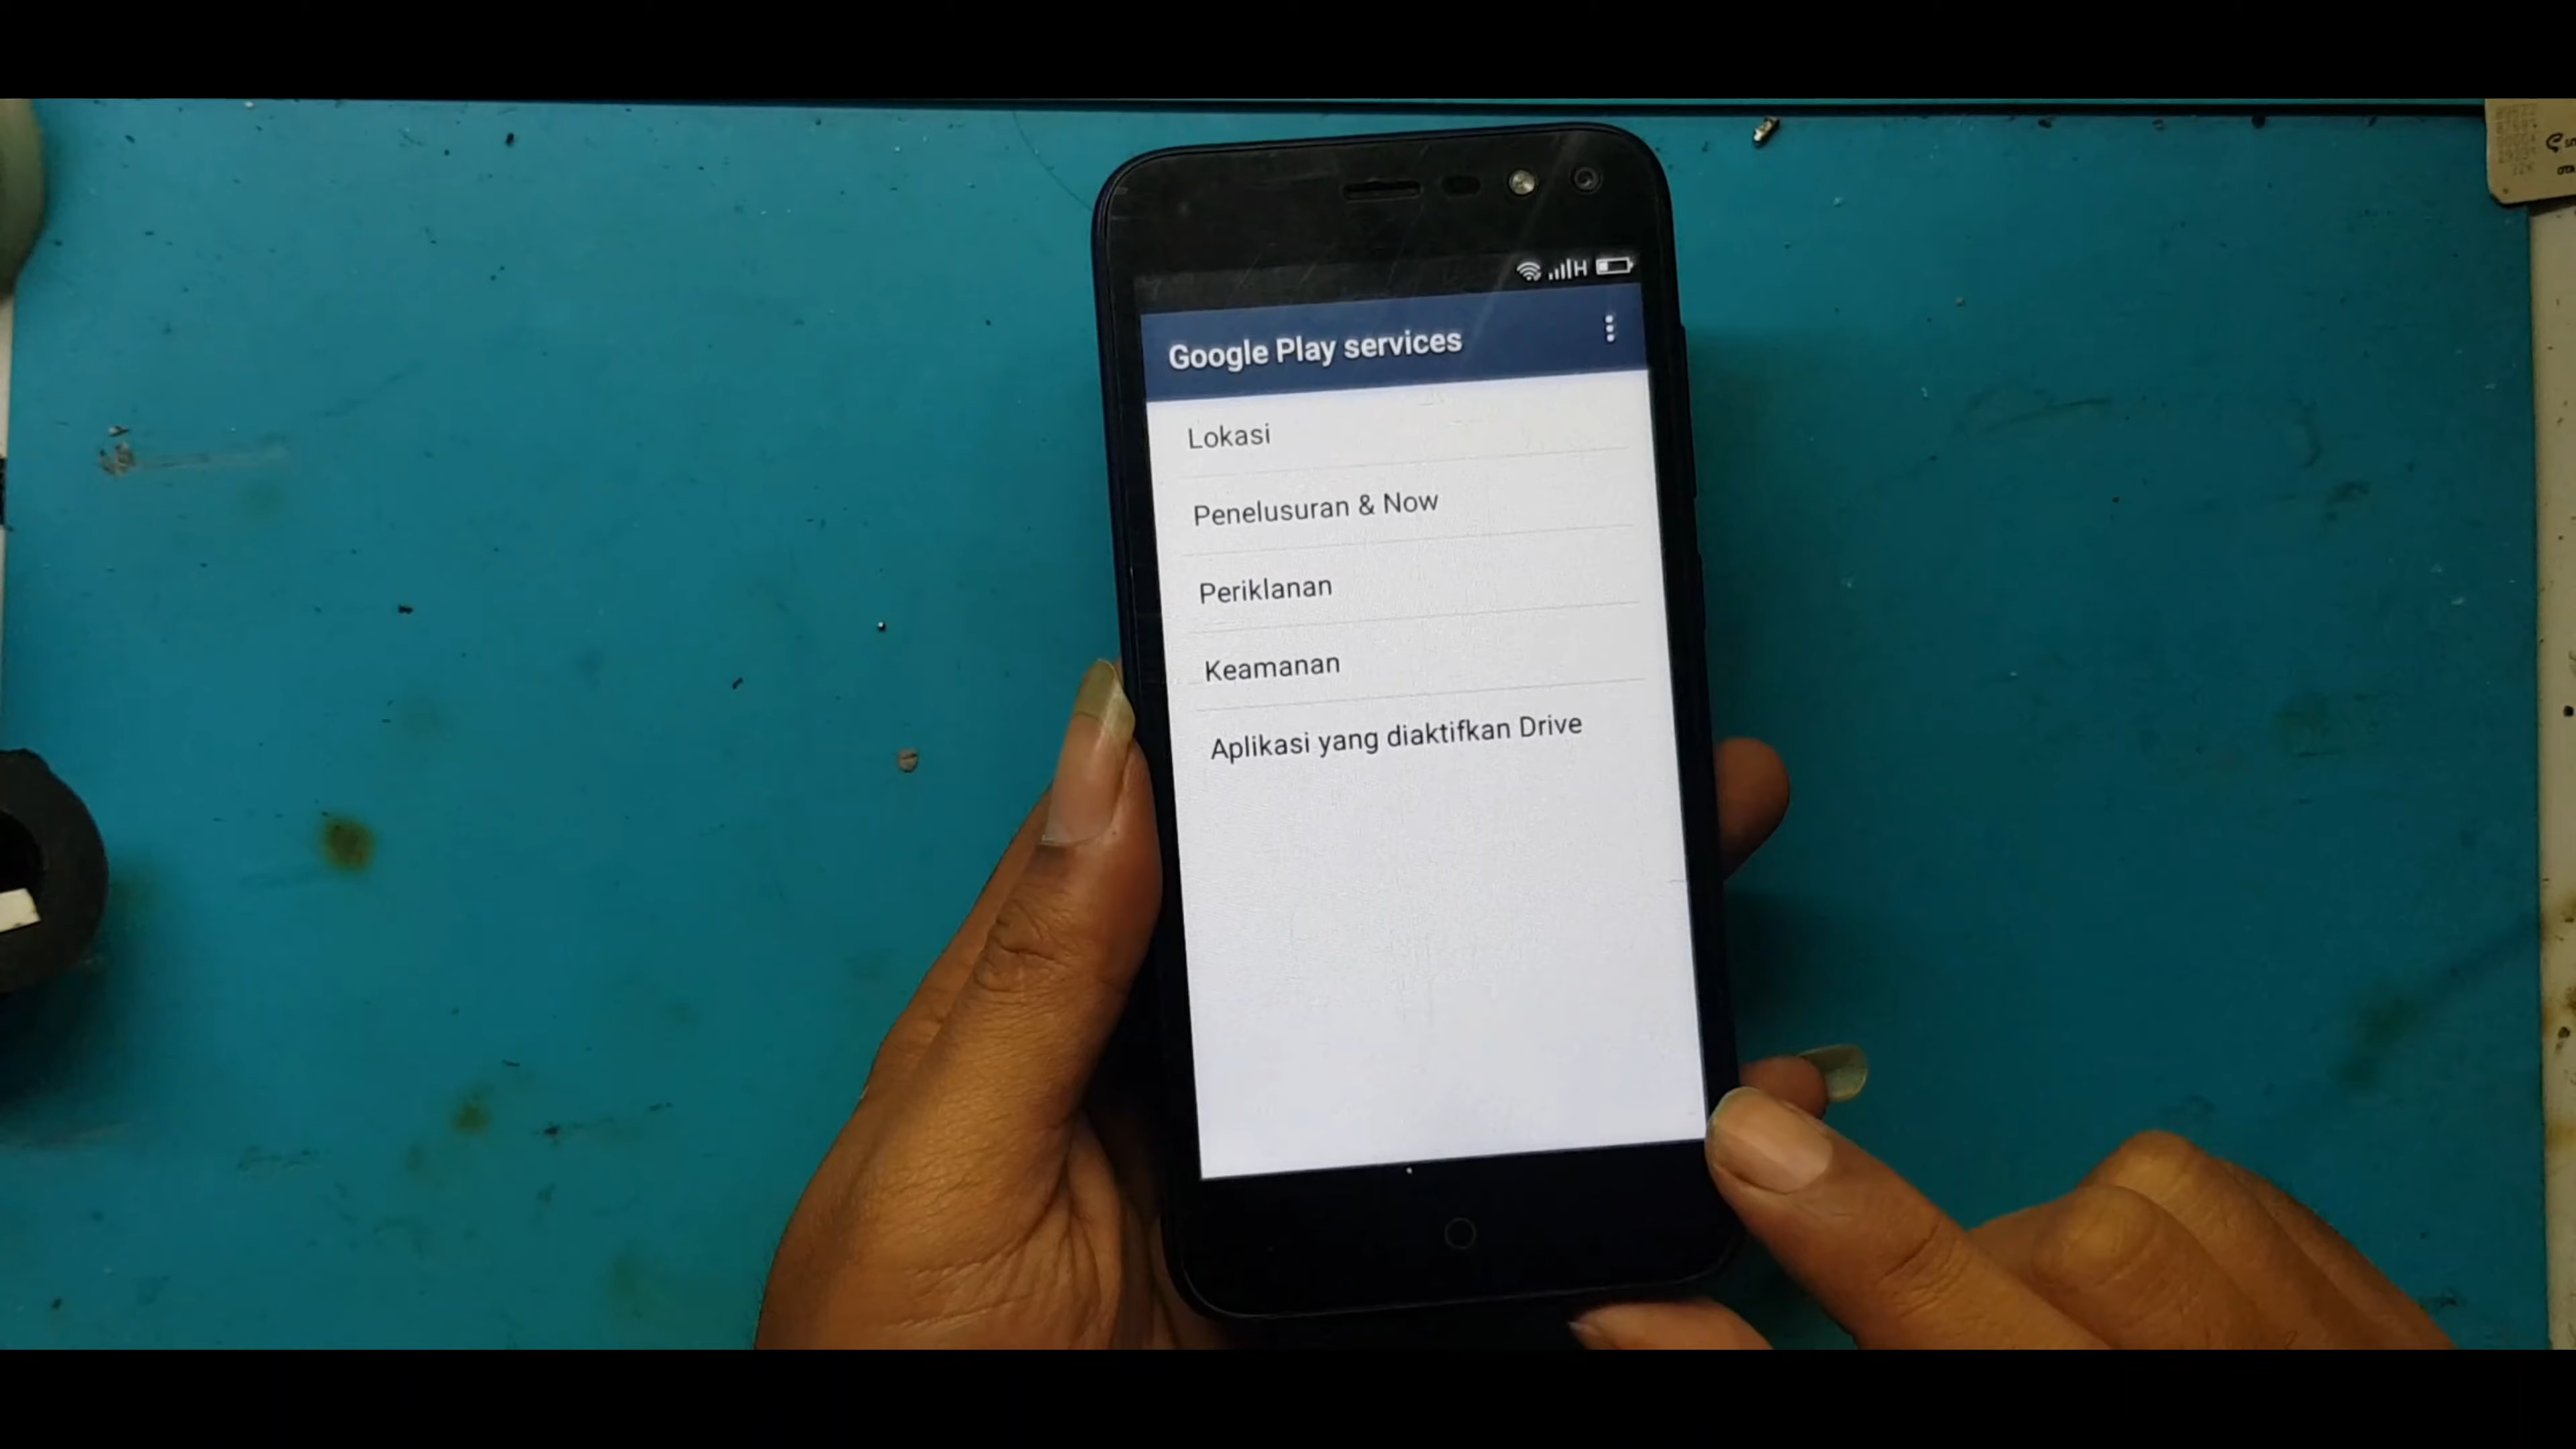 H
Google Play services
Lokasi
Penelusuran & Now
Periklanan
Keamanan
Aplikasi yang diaktifkan Drive